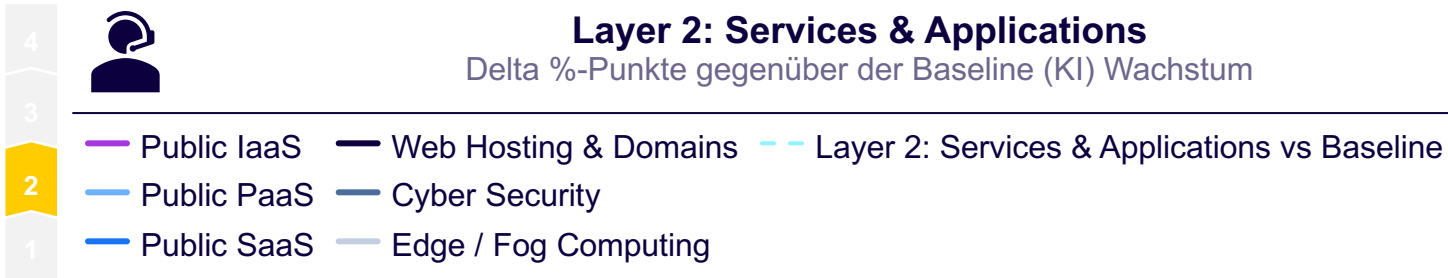 Layer 2: Services & Applications
Delta %-Punkte gegenüber der Baseline (KI) Wachstum
4
3
2
1
Public IaaS Web Hosting & Domains Layer 2: Services & Applications vs Baseline
Public PaaS Cyber Security
Public SaaS Edge / Fog Computing